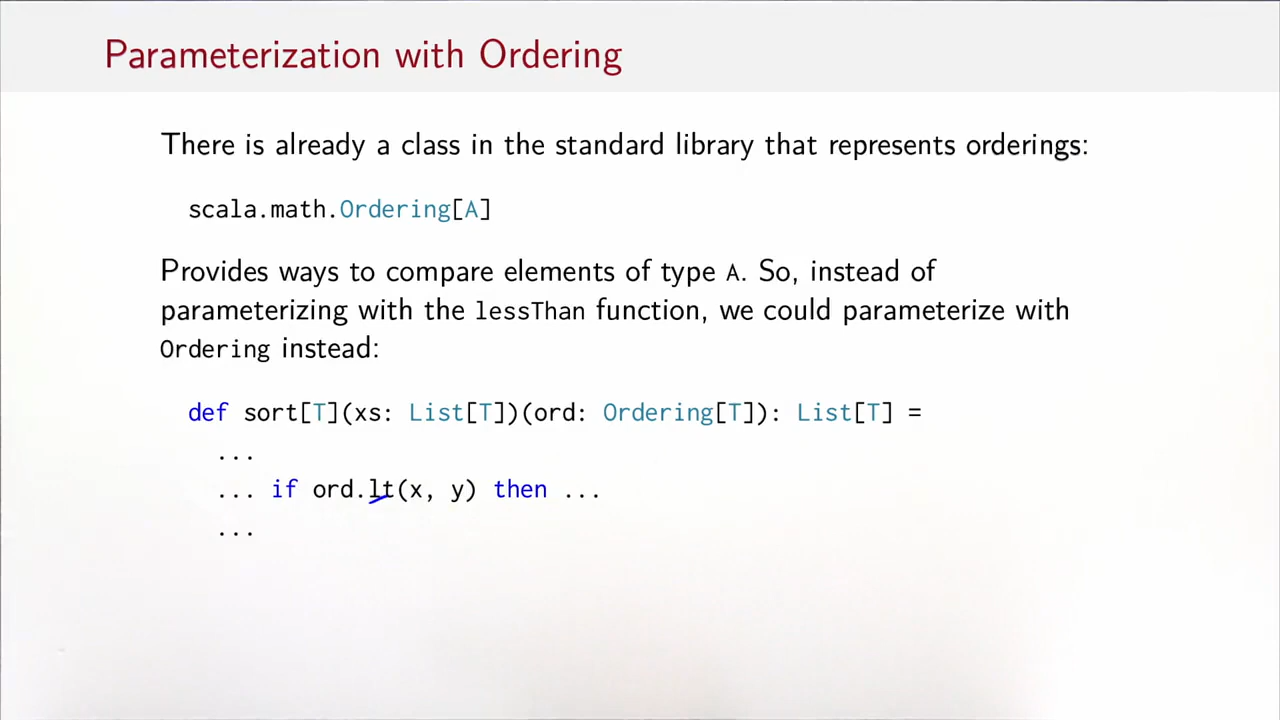 Parameterization with Ordering
There is already a class in the standard library that represents orderings:
scala.math.Ordering[A]
Provides ways to compare elements of type A. So, instead of
parameterizing with the lessThan function, we could parameterize with
Ordering instead:
def sort[T](xs: List[T])(ord: Ordering[T]): List[T] =
...
... if ord.lt(x, y) then ...
...